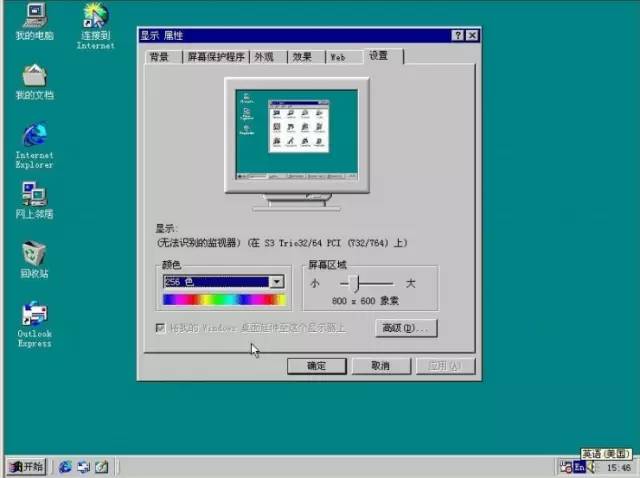 我的电脑
连接到
Internet
我的文档
Internet
Explorer
网上邻居
回收站
Outlook
Express
显示 属性
背景
屏幕保护程序
外观
效果
Web
设置
显示:
(无法识别的监视器) (在 S3 Trio32/64 PCI (732/764) 上)
颜色
256 色
屏幕区域
小
大
800 x 600 象素
将我的 Windows 桌面延伸至这个显示器上
高级(D)...
确定
取消
应用(A)
开始
英语(美国)
En
15:46